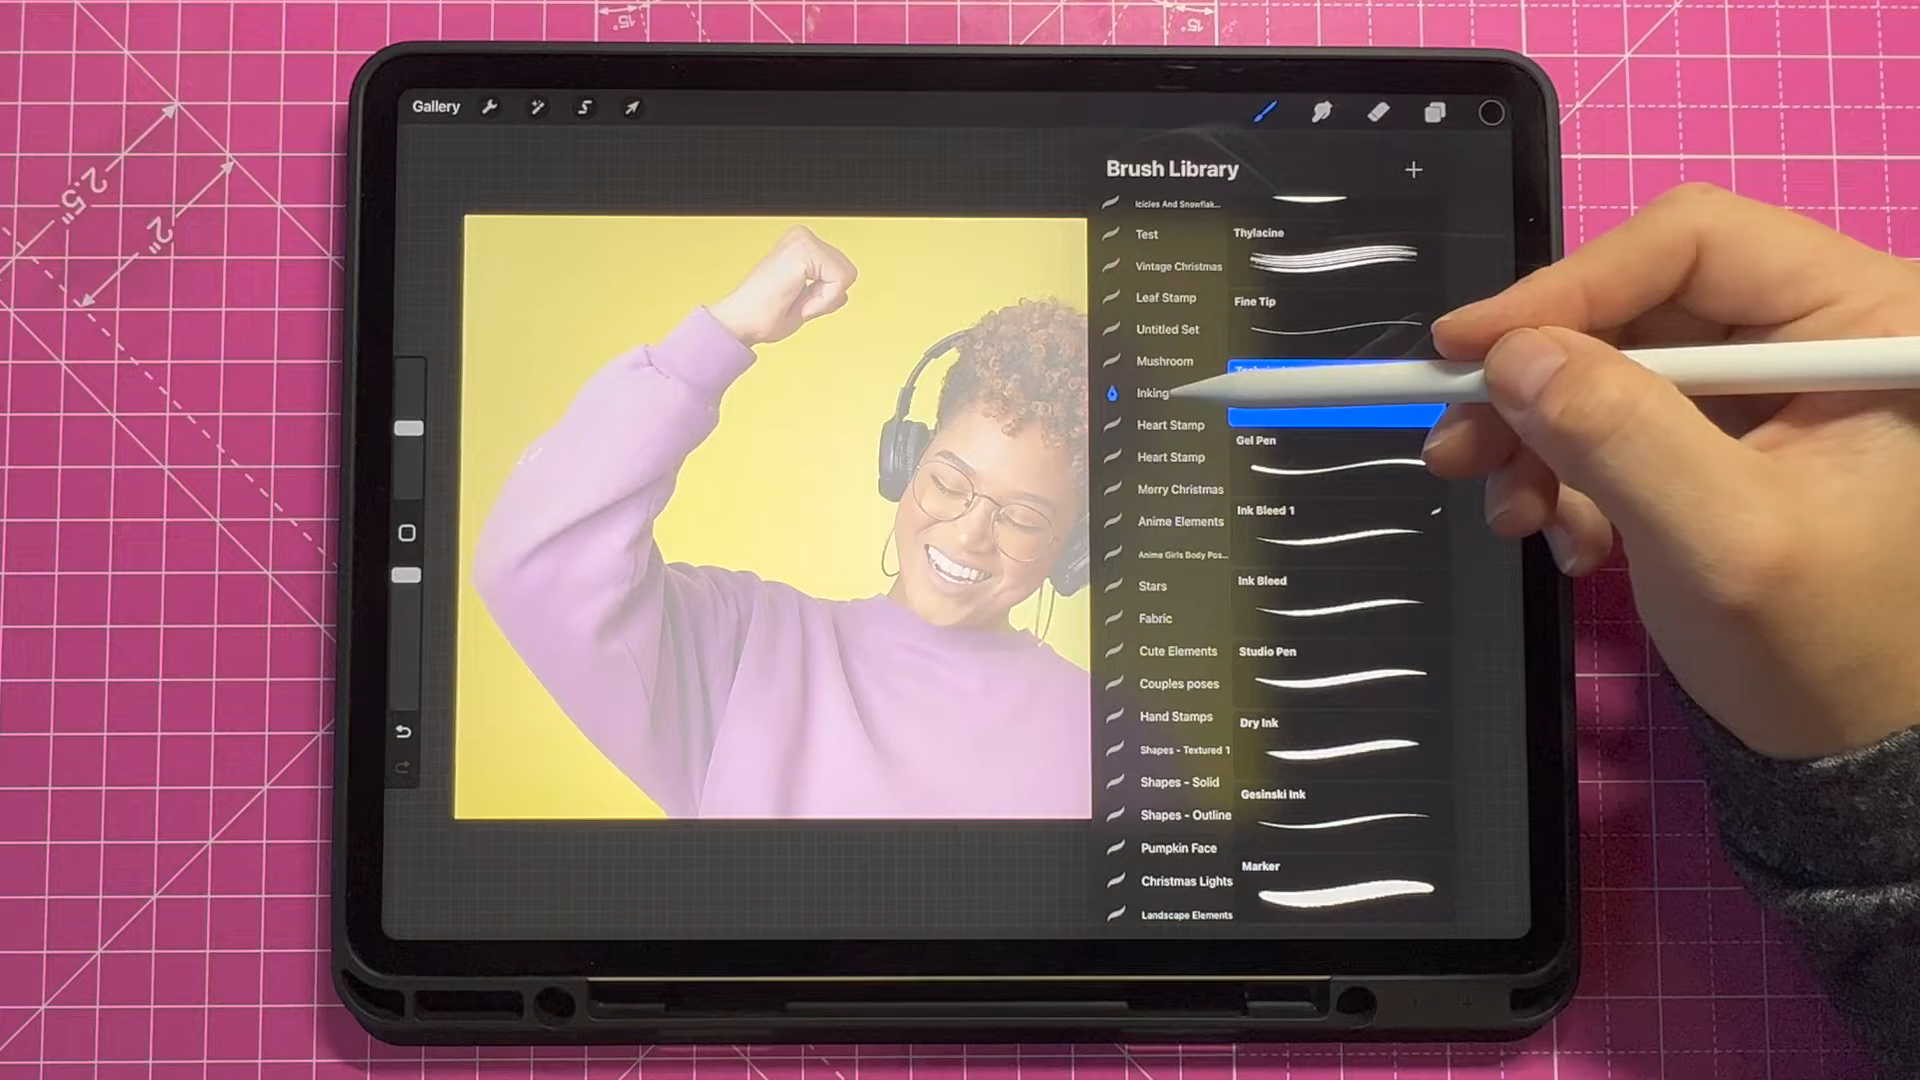 15°
15°
2.5"
2"
Gallery
Brush Library
Icicles And Snowflak...
Test
Vintage Christmas
Leaf Stamp
Untitled Set
Mushroom
Inking
Heart Stamp
Heart Stamp
Merry Christmas
Anime Elements
Anime Girls Body Pos...
Stars
Fabric
Cute Elements
Couples poses
Hand Stamps
Shapes - Textured 1
Shapes - Solid
Shapes - Outline
Pumpkin Face
Christmas Lights
Landscape Elements
Thylacine
Fine Tip
Gel Pen
Ink Bleed 1
Ink Bleed
Studio Pen
Dry Ink
Gesinski Ink
Marker